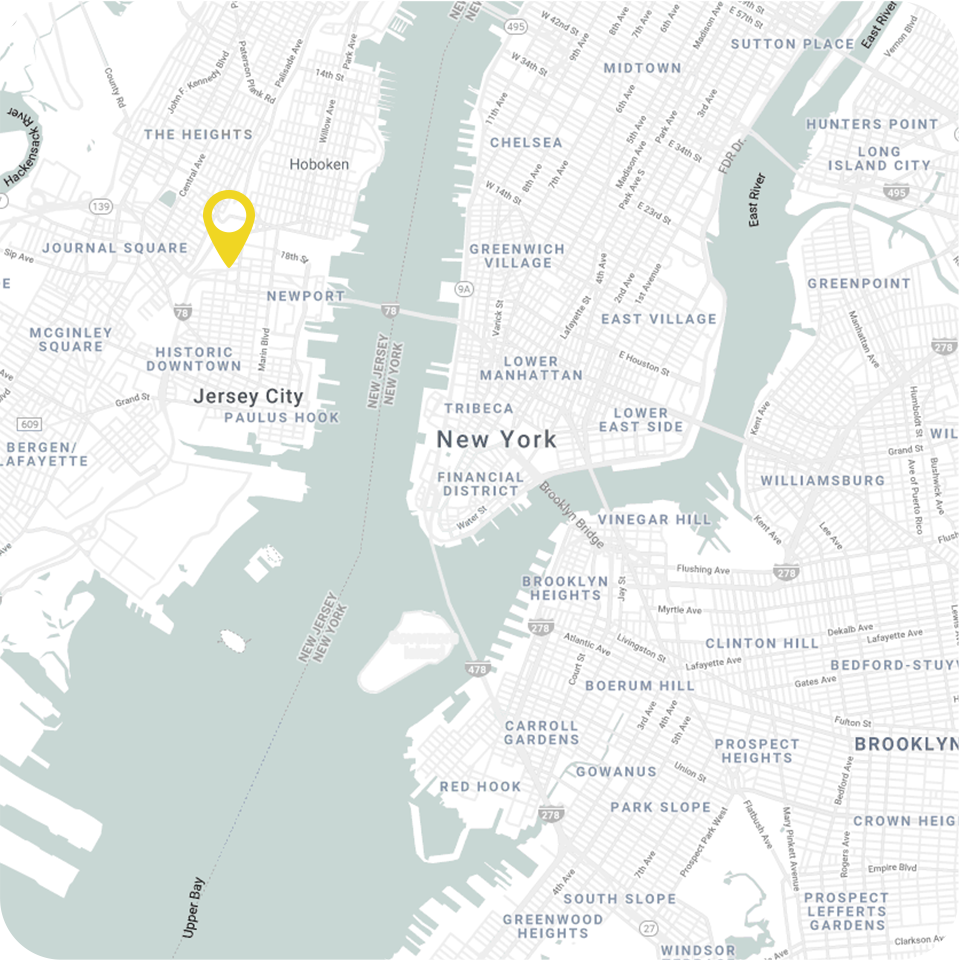 NEW
NEW
495
W 42nd St
9th Ave
8th Ave
7th Ave
6th Ave
Madison Ave
E 57th St
East River
Vernon Blvd
SUTTON PLACE
W 34th St
MIDTOWN
County Rd
John F. Kennedy Blvd
Paterson Plank Rd
Palisade Ave
Park Ave
14th St
Willow Ave
Hackensack River
THE HEIGHTS
Hoboken
Central Ave
11th Ave
CHELSEA
6th Ave
5th Ave
Park Ave
3rd Ave
E 34th St
FDR Dr.
HUNTERS POINT
LONG
ISLAND CITY
495
W 14th St
8th Ave
7th Ave
Madison Ave
Park Ave S
E 23rd St
East River
139
JOURNAL SQUARE
Sip Ave
18th St
E
NEWPORT
GREENWICH
VILLAGE
9A
4th Ave
2nd Ave
1st Avenue
GREENPOINT
78
78
Varick St
Lafayette St
EAST VILLAGE
Manhattan Ave
278
MCGINLEY
SQUARE
HISTORIC
DOWNTOWN
Marin Blvd
NEW JERSEY
NEW YORK
LOWER
MANHATTAN
E Houston St
Ave
Grand St
Jersey City
PAULUS HOOK
TRIBECA
LOWER
EAST SIDE
Kent Ave
Humboldt St
609
BERGEN/
LAFAYETTE
New York
Grand St
WIL
FINANCIAL
DISTRICT
WILLIAMSBURG
Ave of Puerto Rico
Bushwick Ave
Water St
Brooklyn Bridge
VINEGAR HILL
Kent Ave
Lee Ave
Flush
Ave
Flushing Ave
278
BROOKLYN
HEIGHTS
Jay St
Myrtle Ave
NEW JERSEY
NEW YORK
278
Atlantic Ave
Livingston St
CLINTON HILL
Dekalb Ave
Lafayette Ave
Lewis
478
Court St
Lafayette Ave
BEDFORD-STUY
BOERUM HILL
Gates Ave
3rd Ave
4th Ave
5th Ave
Fulton St
CARROLL
GARDENS
PROSPECT
HEIGHTS
BROOKLYN
GOWANUS
Union St
Bedford Ave
RED HOOK
PARK SLOPE
278
Prospect Park West
Flatbush Ave
Mary Pinkett Avenue
CROWN HEIG
Rogers Ave
4th Ave
7th Ave
Empire Blvd
Upper Bay
SOUTH SLOPE
PROSPECT
LEFFERTS
GARDENS
GREENWOOD
HEIGHTS
27
WINDSOR
Clarkson Av